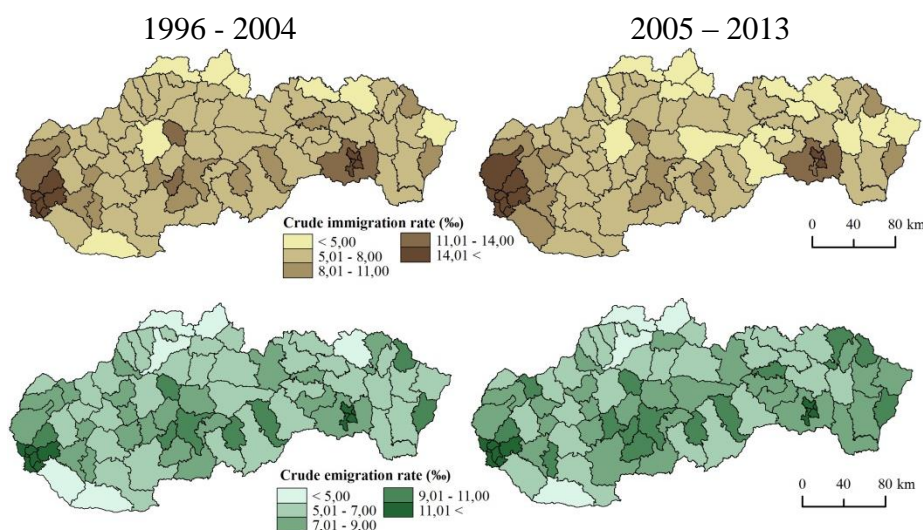 1996 - 2004
2005 – 2013
Crude immigration rate (‰)
< 5,00
11,01 - 14,00
5,01 - 8,00
14,01 <
8,01 - 11,00
0 40 80 km
Crude emigration rate (‰)
< 5,00
9,01 - 11,00
5,01 - 7,00
11,01 <
7,01 - 9,00
0 40 80 km